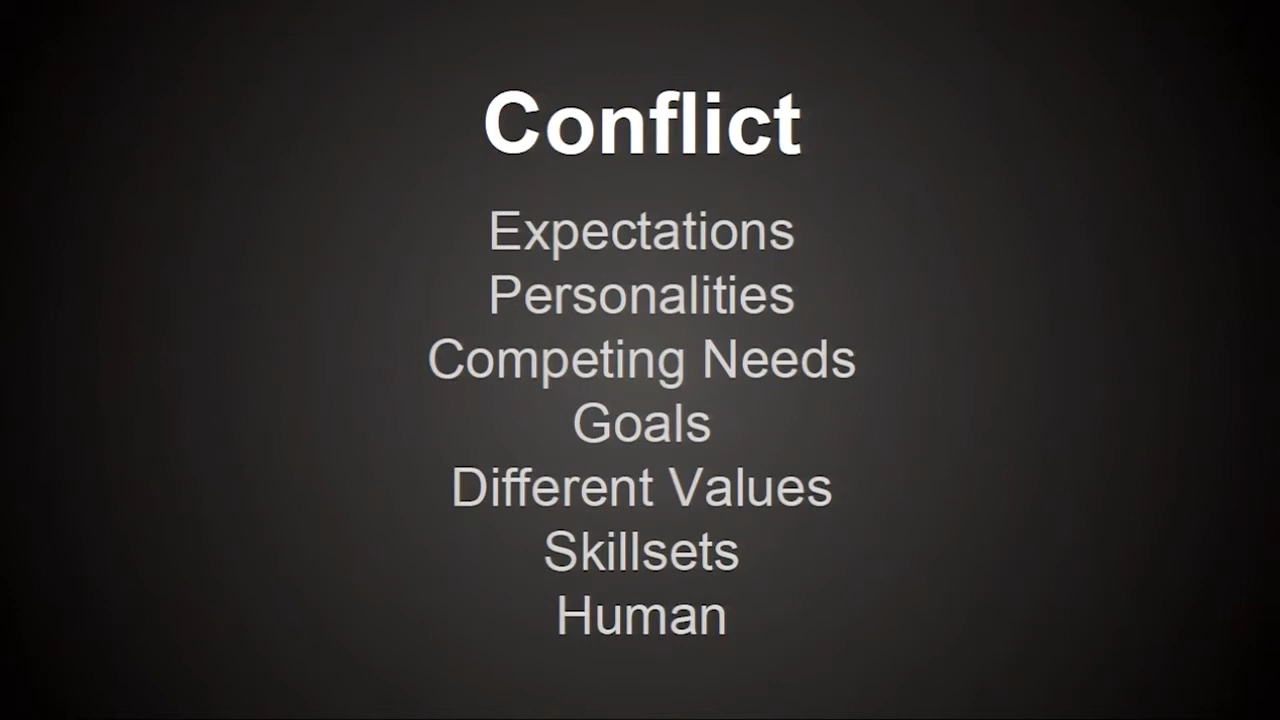 Conflict
Expectations
Personalities
Competing Needs
Goals
Different Values
Skillsets
Human